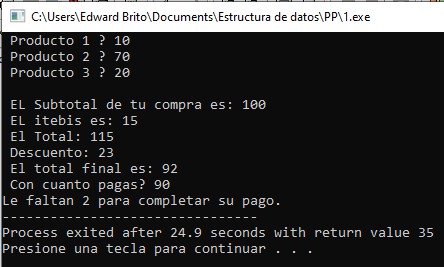 C:\Users\Edward Brito\Documents\Estructura de datos\PP\1.exe
Producto 1 ? 10
Producto 2 ? 70
Producto 3 ? 20
EL Subtotal de tu compra es: 100
EL itebis es: 15
El Total: 115
Descuento: 23
El total final es: 92
Con cuanto pagas? 90
Le faltan 2 para completar su pago.
--------------------------------
Process exited after 24.9 seconds with return value 35
Presione una tecla para continuar . . .